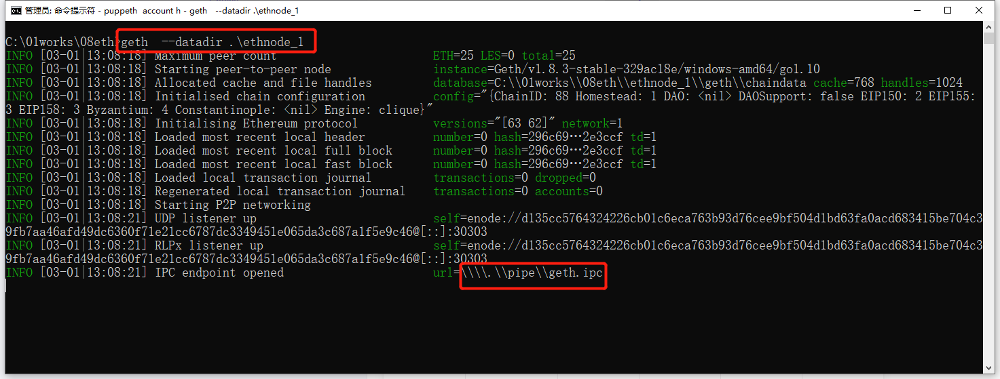 管理员: 命令提示符 - puppeth  account h - geth   --datadir .\ethnode_1
C:\01works\08eth>geth  --datadir .\ethnode_1
INFO [03-01|13:08:18] Maximum peer count                       ETH=25 LES=0 total=25
INFO [03-01|13:08:18] Starting peer-to-peer node               instance=Geth/v1.8.3-stable-329ac18e/windows-amd64/go1.10
INFO [03-01|13:08:18] Allocated cache and file handles         database=C:\\01works\\08eth\\ethnode_1\\geth\\chaindata cache=768 handles=1024
INFO [03-01|13:08:18] Initialised chain configuration          config="{ChainID: 88 Homestead: 1 DAO: <nil> DAOSupport: false EIP150: 2 EIP155:
3 EIP158: 3 Byzantium: 4 Constantinople: <nil> Engine: clique}"
INFO [03-01|13:08:18] Initialising Ethereum protocol           versions="[63 62]" network=1
INFO [03-01|13:08:18] Loaded most recent local header          number=0 hash=296c69…2e3ccf td=1
INFO [03-01|13:08:18] Loaded most recent local full block      number=0 hash=296c69…2e3ccf td=1
INFO [03-01|13:08:18] Loaded most recent local fast block      number=0 hash=296c69…2e3ccf td=1
INFO [03-01|13:08:18] Loaded local transaction journal         transactions=0 dropped=0
INFO [03-01|13:08:18] Regenerated local transaction journal    transactions=0 accounts=0
INFO [03-01|13:08:18] Starting P2P networking
INFO [03-01|13:08:21] UDP listener up                          self=enode://d135cc5764324226cb01c6eca763b93d76cee9bf504d1bd63fa0acd683415be704c3
9fb7aa46afd49dc6360f71e21cc6787dc3349451e065da3c687a1f5e9c46@[::]:30303
INFO [03-01|13:08:21] RLPx listener up                         self=enode://d135cc5764324226cb01c6eca763b93d76cee9bf504d1bd63fa0acd683415be704c3
9fb7aa46afd49dc6360f71e21cc6787dc3349451e065da3c687a1f5e9c46@[::]:30303
INFO [03-01|13:08:21] IPC endpoint opened                      url=\\\\.\\pipe\\geth.ipc